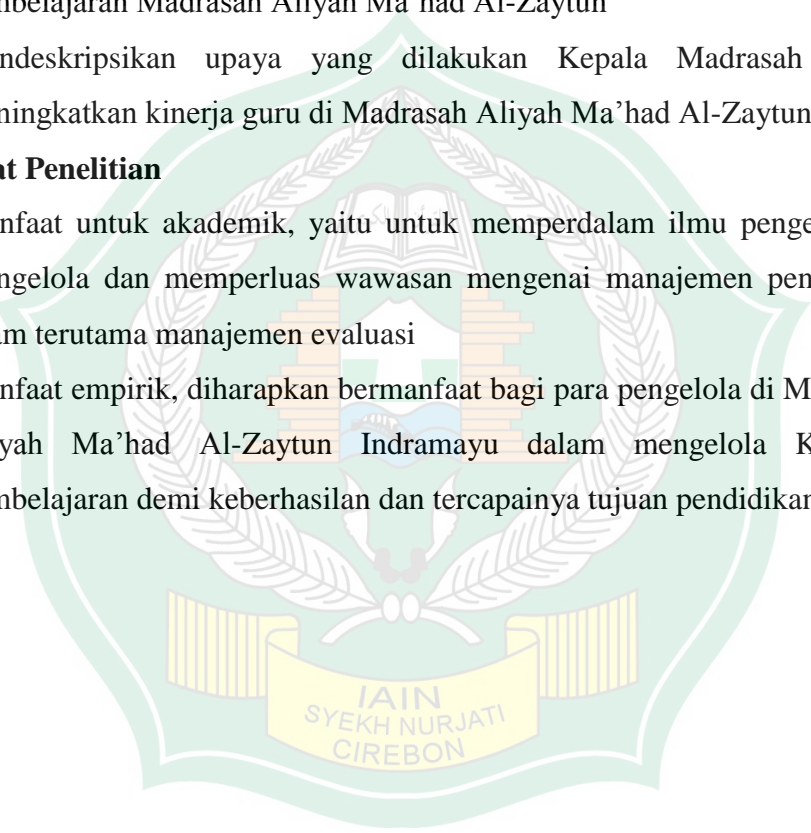 mbelajaran Madrasah Aliyah Ma'had Al-Zaytun
ndeskripsikan upaya yang dilakukan Kepala Madrasah
ningkatkan kinerja guru di Madrasah Aliyah Ma'had Al-Zaytun
at Penelitian
nfaat untuk akademik, yaitu untuk memperdalam ilmu penge
ngelola dan memperluas wawasan mengenai manajemen pen
am terutama manajemen evaluasi
nfaat empirik, diharapkan bermanfaat bagi para pengelola di M
yah Ma'had Al-Zaytun Indramayu dalam mengelola K
mbelajaran demi keberhasilan dan tercapainya tujuan pendidikan
IAIN
SYEKH NURJATI
CIREBON